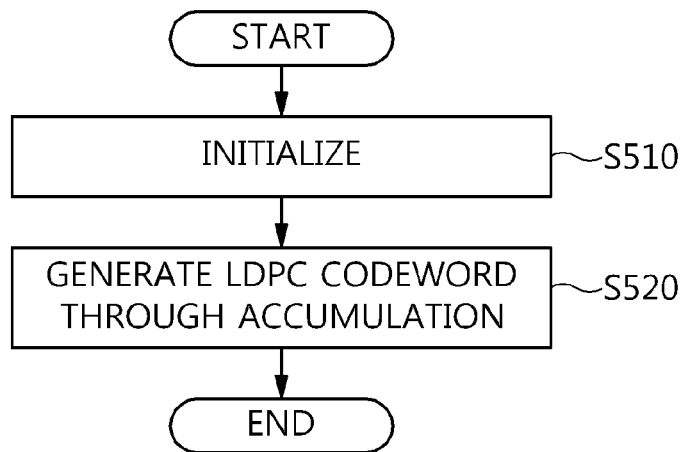 START
INITIALIZE
S510
GENERATE LDPC CODEWORD
THROUGH ACCUMULATION
S520
END